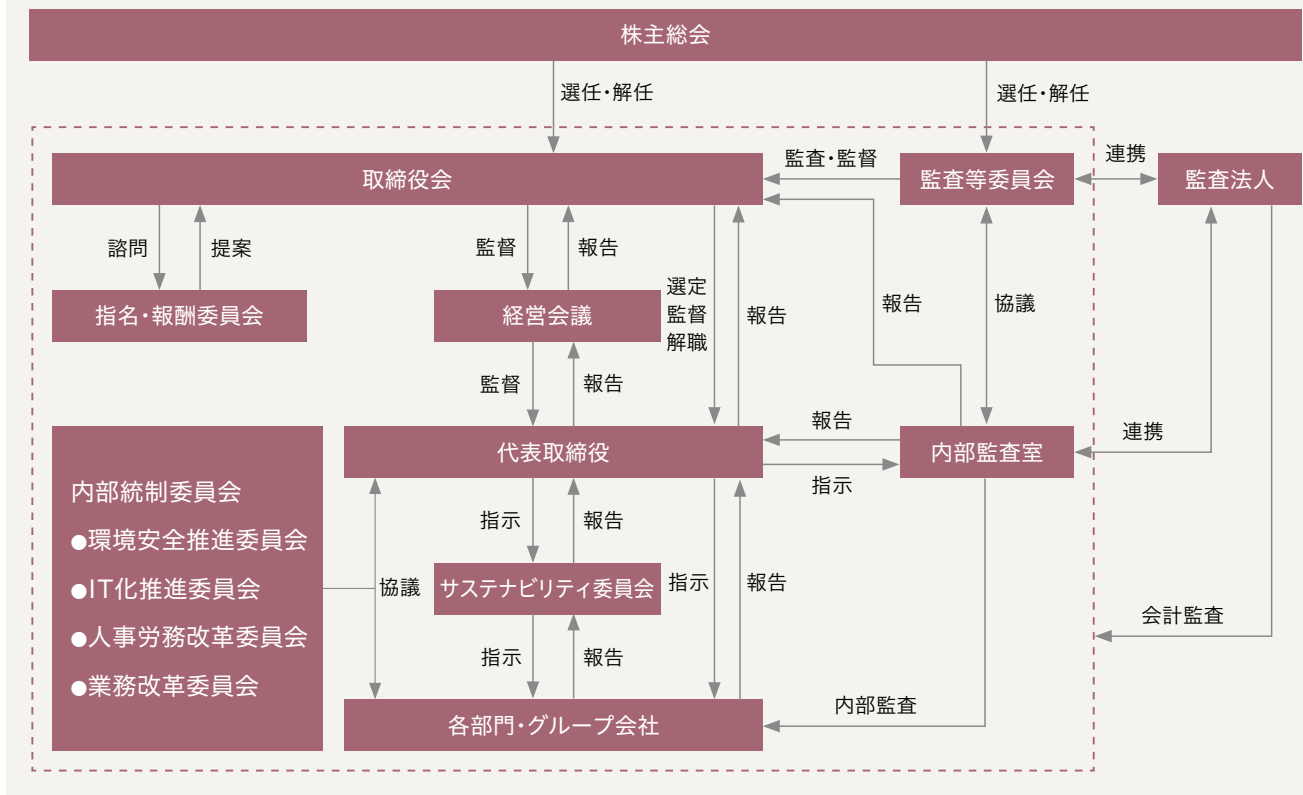 株主総会
選任・解任
選任・解任
取締役会
監査・監督
監査等委員会
連携
監査法人
諮問
提案
監督
報告
選定
監督
解職
報告
報告
協議
指名・報酬委員会
経営会議
監督
報告
報告
連携
代表取締役
内部監査室
指示
内部統制委員会
●環境安全推進委員会
●IT化推進委員会
●人事労務改革委員会
●業務改革委員会
協議
指示
報告
サステナビリティ委員会
指示
報告
会計監査
指示
報告
内部監査
各部門・グループ会社